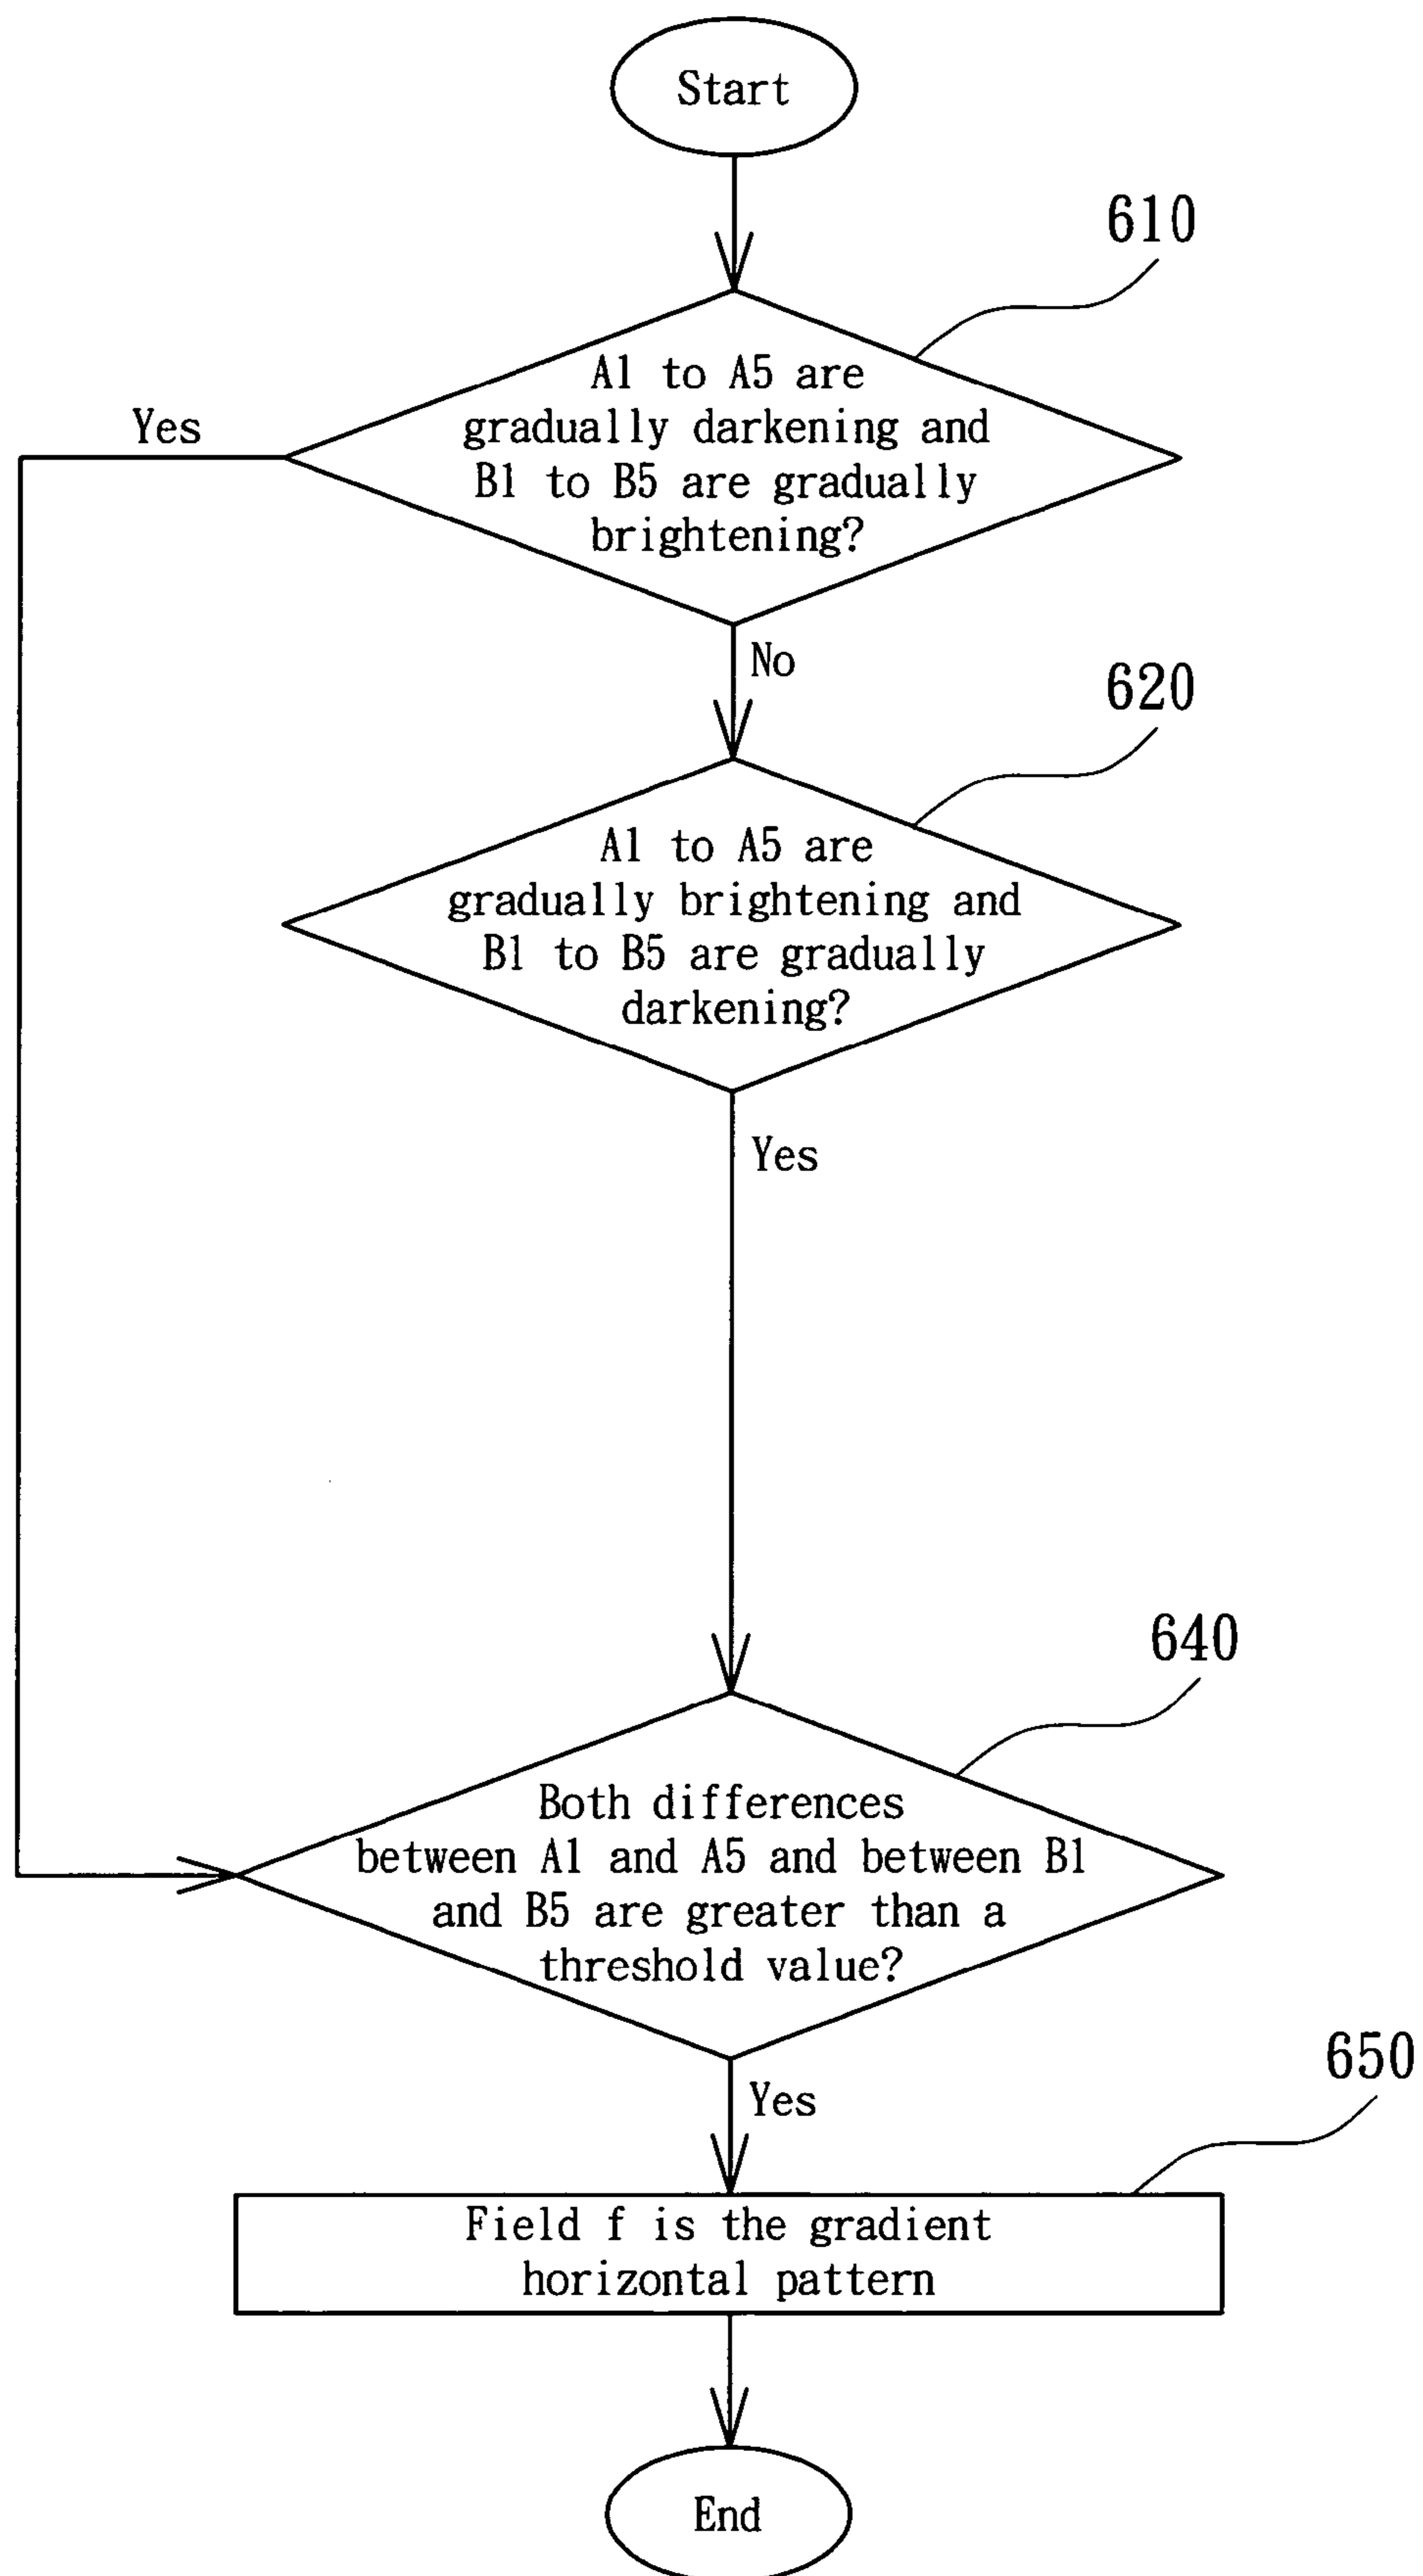 Start
610
A1 to A5 are
gradually darkening and
B1 to B5 are gradually
brightening?
Yes
No
620
A1 to A5 are
gradually brightening and
B1 to B5 are gradually
darkening?
Yes
640
Both differences
between A1 and A5 and between B1
and B5 are greater than a
threshold value?
Yes
650
Field f is the gradient
horizontal pattern
End